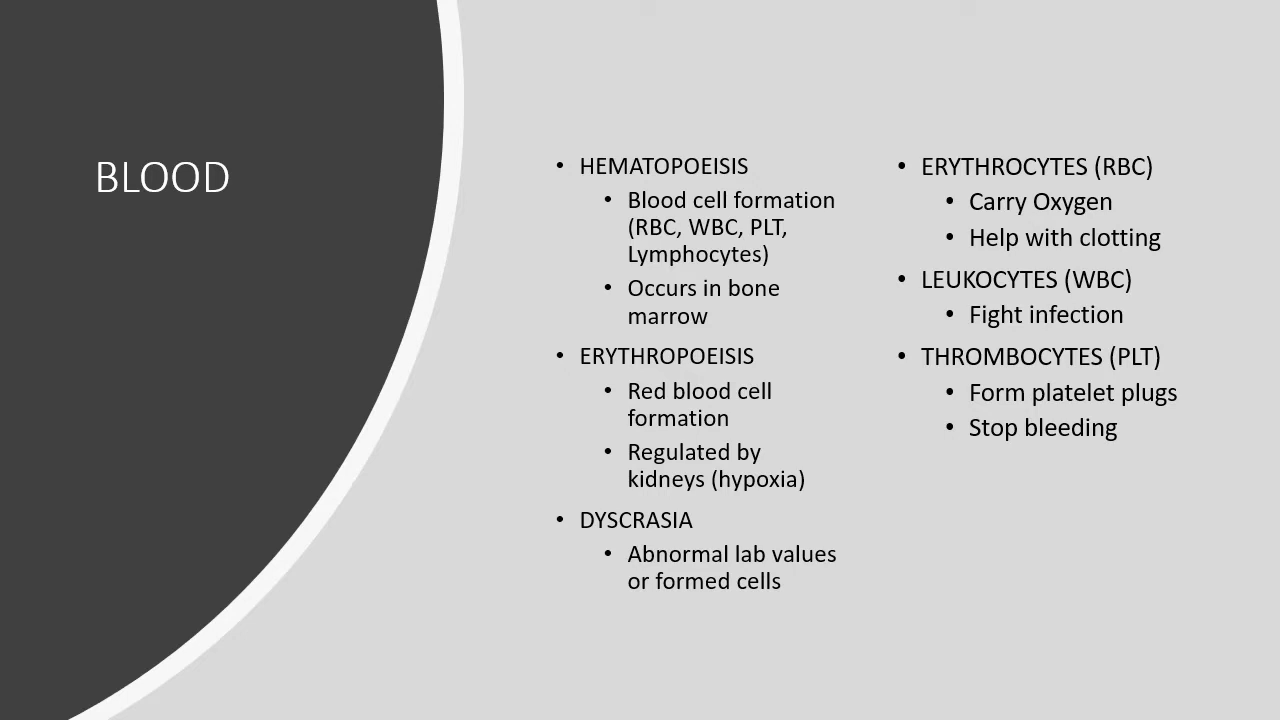 BLOOD
• HEMATOPOEISIS
• Blood cell formation
(RBC, WBC, PLT,
Lymphocytes)
• Occurs in bone
marrow
• ERYTHROPOEISIS
• Red blood cell
formation
• Regulated by
kidneys (hypoxia)
• DYSCRASIA
• Abnormal lab values
or formed cells
• ERYTHROCYTES (RBC)
• Carry Oxygen
• Help with clotting
• LEUKOCYTES (WBC)
• Fight infection
• THROMBOCYTES (PLT)
• Form platelet plugs
• Stop bleeding